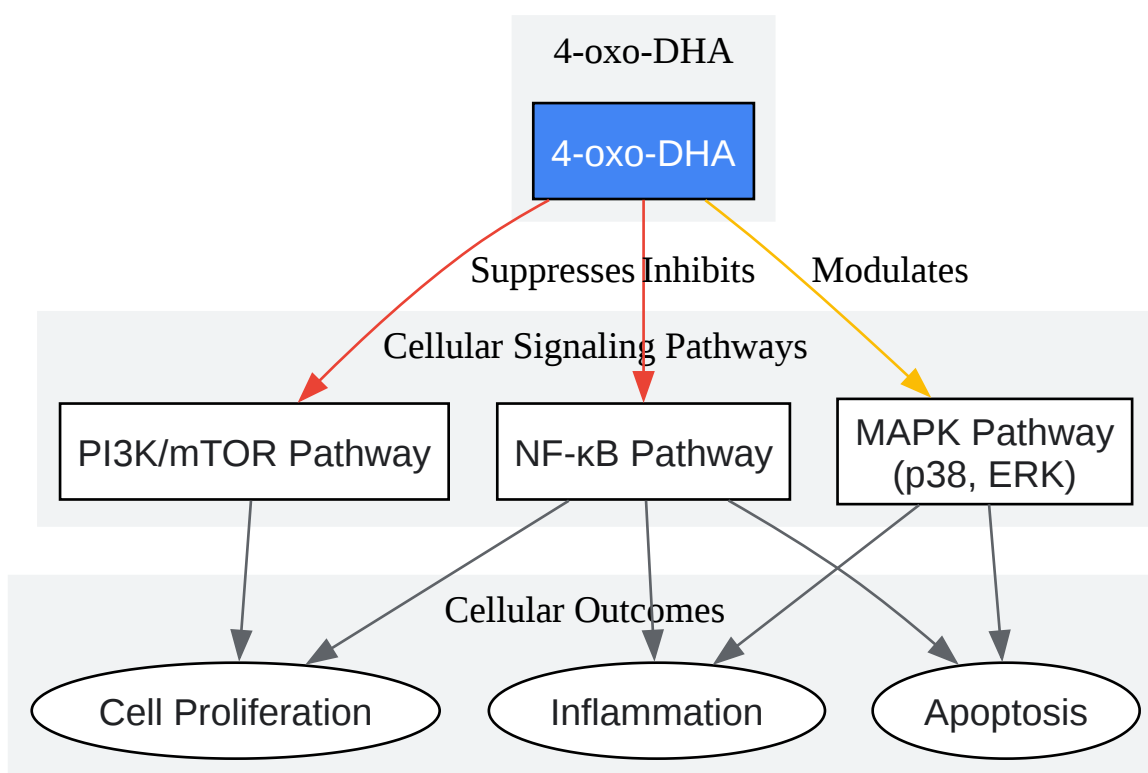 4-oxo-DHA
4-oxo-DHA
Suppresses
Inhibits
Modulates
Cellular Signaling Pathways
PI3K/mTOR Pathway
NF-κB Pathway
MAPK Pathway
(p38, ERK)
Cellular Outcomes
Cell Proliferation
Inflammation
Apoptosis